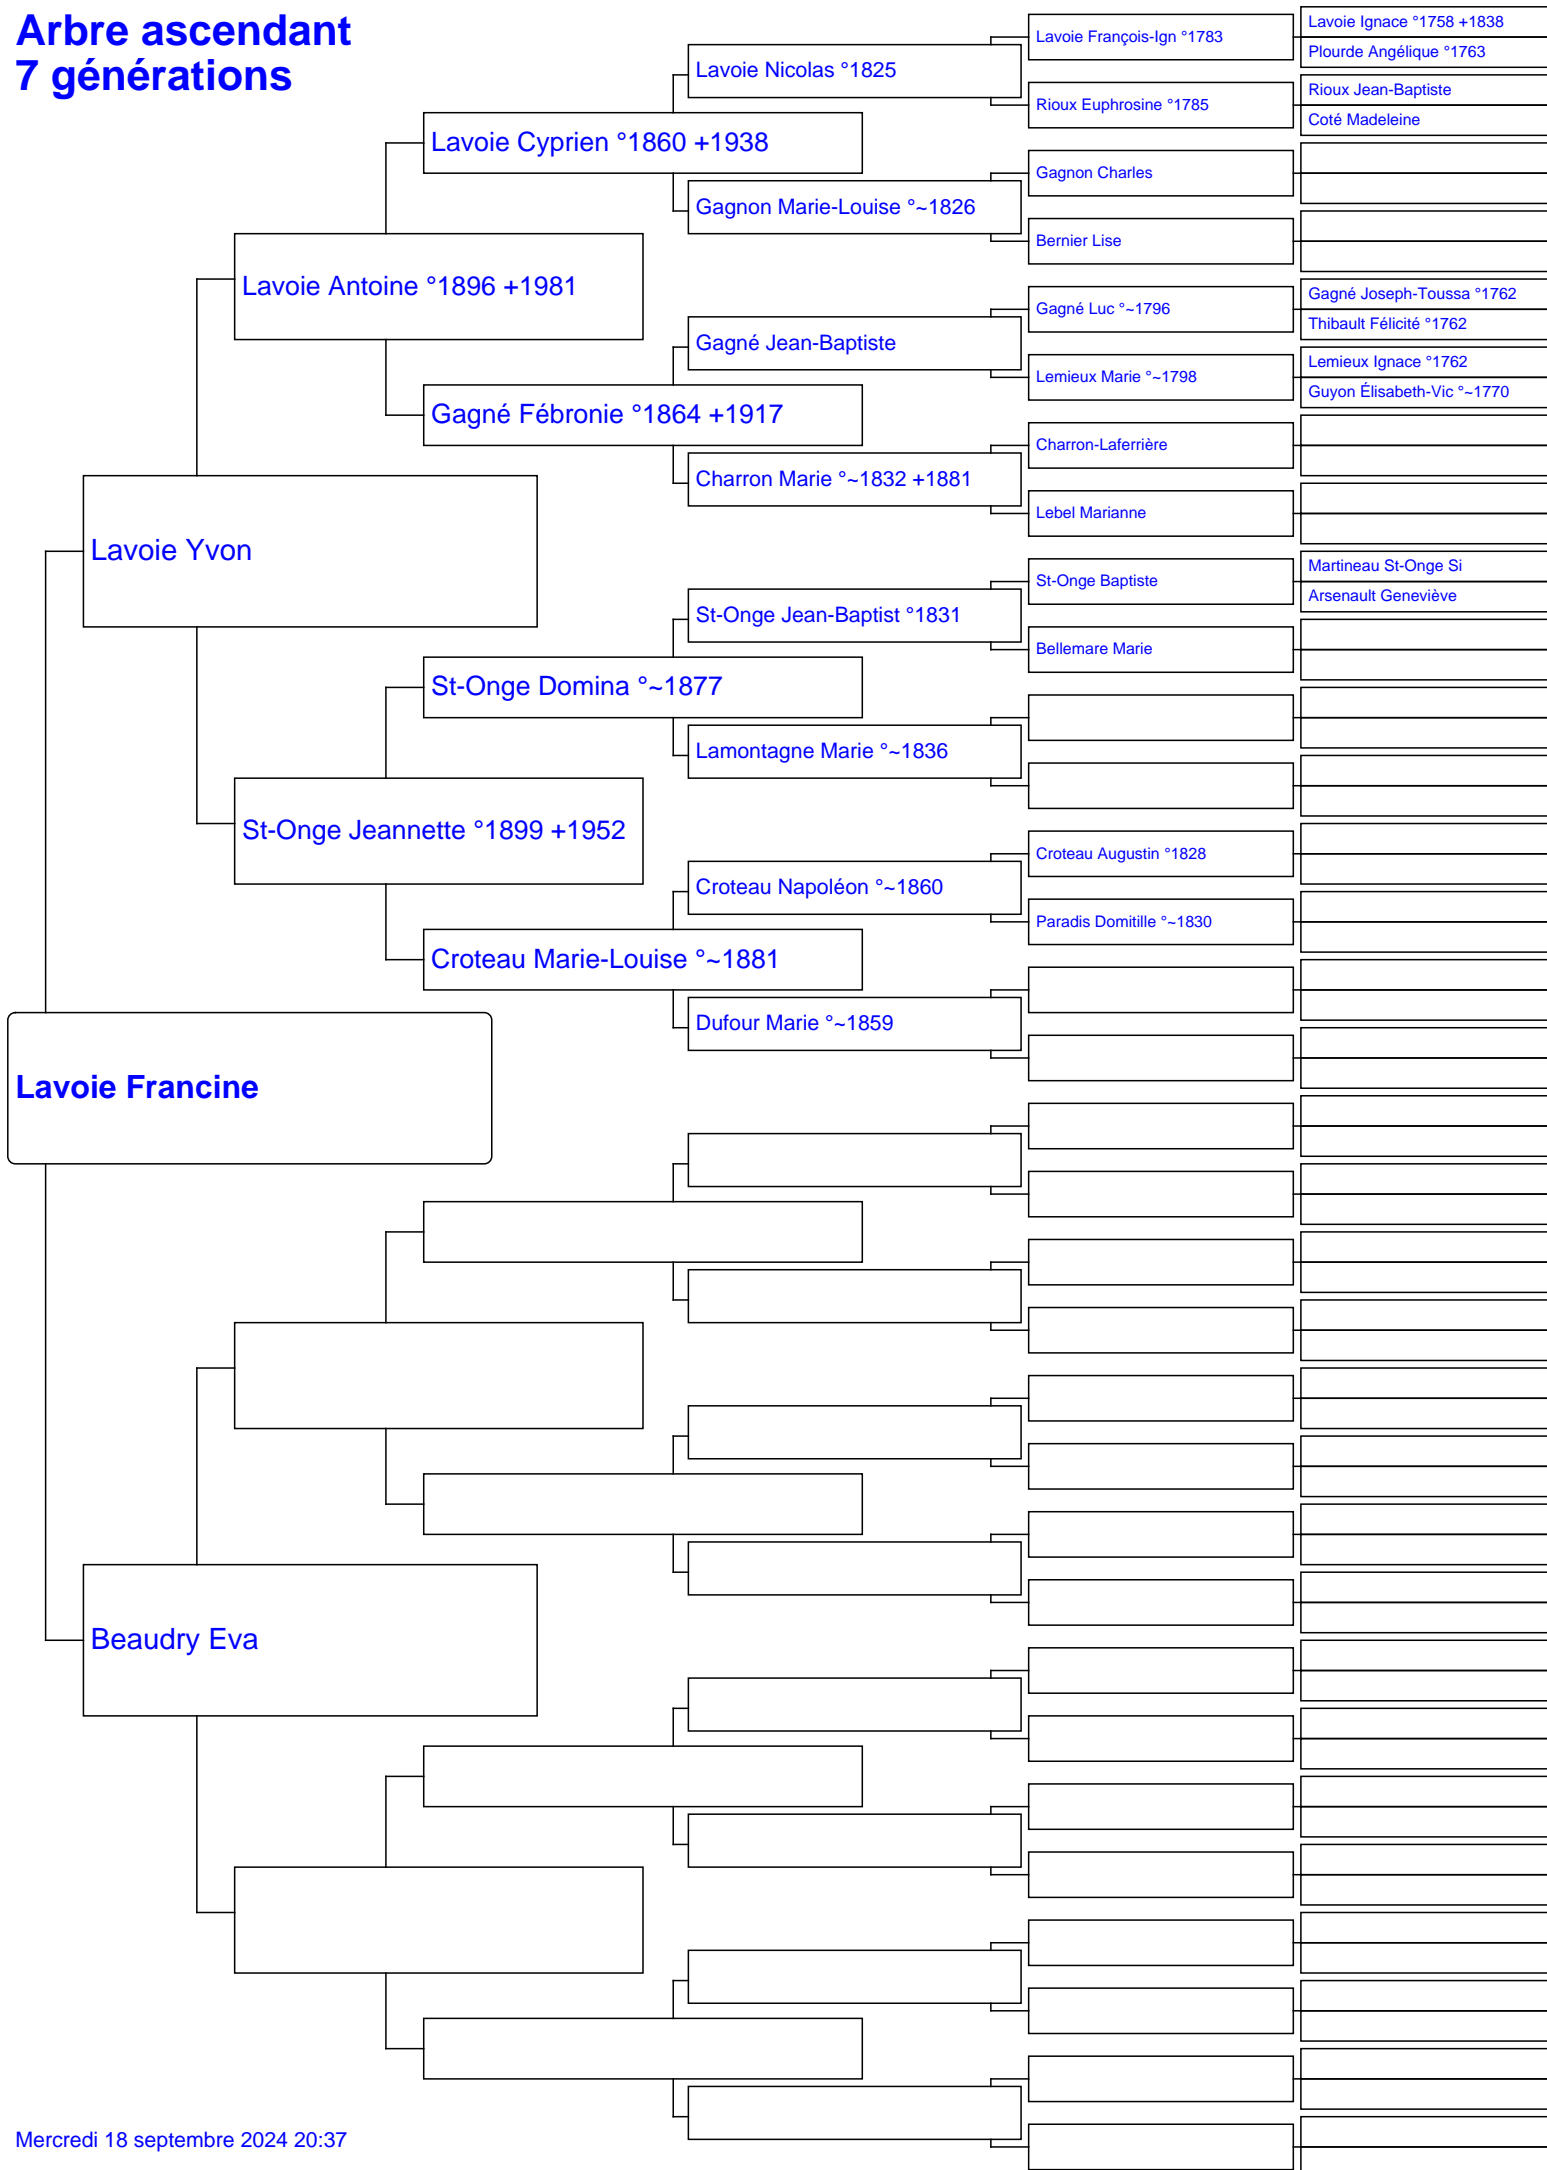 Arbre ascendant
7 générations
Lavoie Francine
Lavoie Yvon
Beaudry Eva
Lavoie Antoine °1896 +1981
St-Onge Jeannette °1899 +1952
Lavoie Cyprien °1860 +1938
Gagné Fébronie °1864 +1917
St-Onge Domina °~1877
Croteau Marie-Louise °~1881
Lavoie Nicolas °1825
Gagnon Marie-Louise °~1826
Gagné Jean-Baptiste
Charron Marie °~1832 +1881
St-Onge Jean-Baptist °1831
Lamontagne Marie °~1836
Croteau Napoléon °~1860
Dufour Marie °~1859
Lavoie François-Ign °1783
Rioux Euphrosine °1785
Gagnon Charles
Bernier Lise
Gagné Luc °~1796
Lemieux Marie °~1798
Charron-Laferrière
Lebel Marianne
St-Onge Baptiste
Bellemare Marie
Croteau Augustin °1828
Paradis Domitille °~1830
Lavoie Ignace °1758 +1838
Plourde Angélique °1763
Rioux Jean-Baptiste
Coté Madeleine
Gagné Joseph-Toussa °1762
Thibault Félicité °1762
Lemieux Ignace °1762
Guyon Élisabeth-Vic °~1770
Martineau St-Onge Si
Arsenault Geneviève
Mercredi 18 septembre 2024 20:37